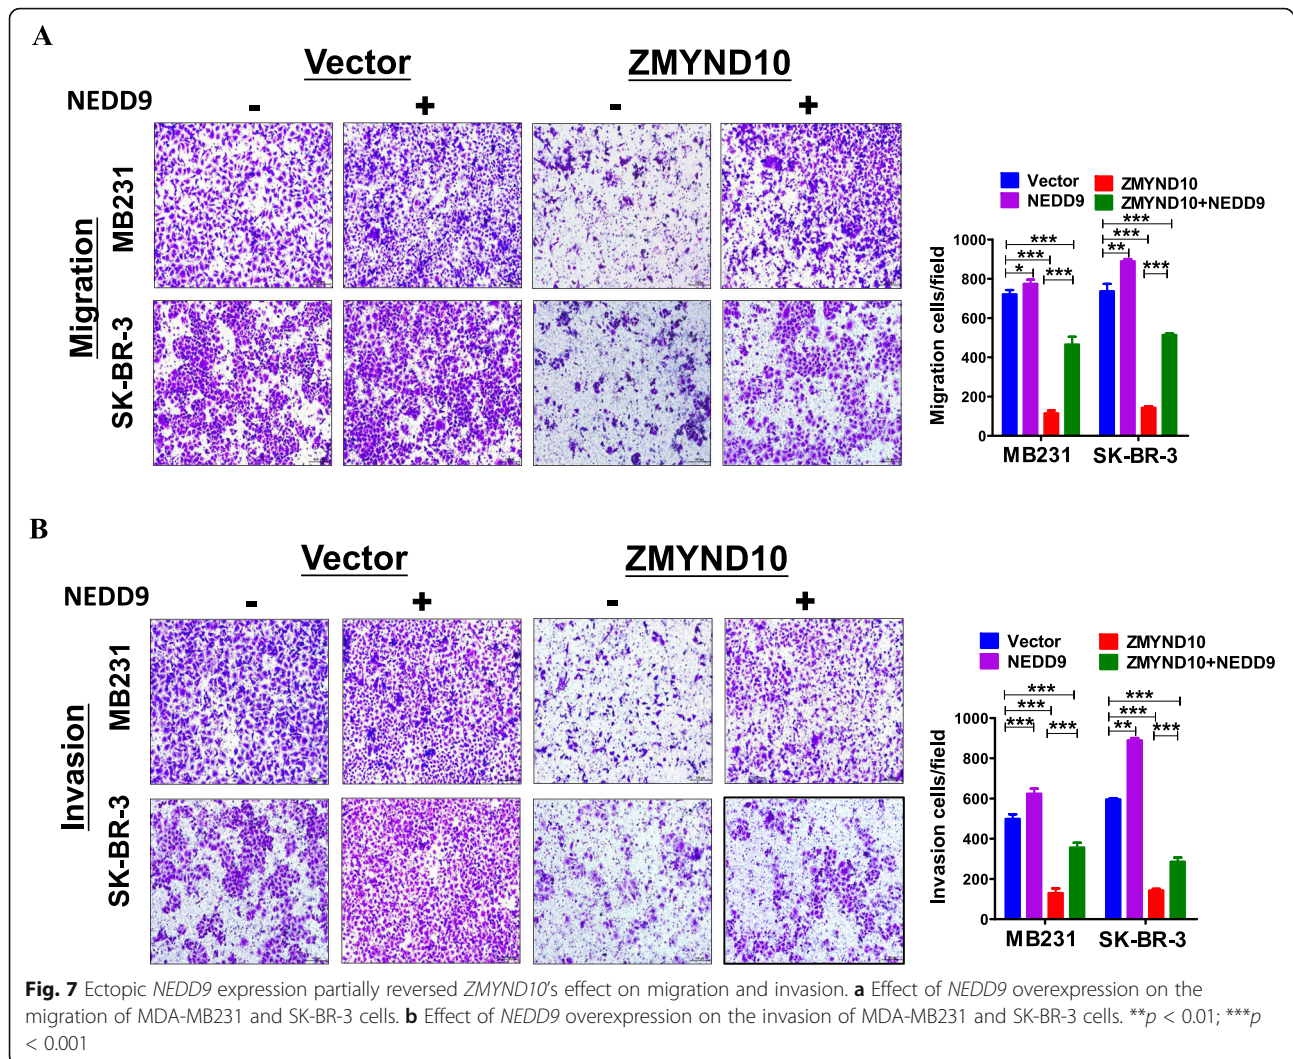 A
Vector ZMYND10
NEDD9 - + - +
Migration
MB231
SK-BR-3
Vector ZMYND10
NEDD9 ZMYND10+NEDD9
Migration cells/field
1000
800
600
400
200
0
*** *** * ***
*** *** ** ***
MB231 SK-BR-3
B
Vector ZMYND10
NEDD9 - + - +
Invasion
MB231
SK-BR-3
Vector ZMYND10
NEDD9 ZMYND10+NEDD9
Invasion cells/field
1000
800
600
400
200
0
*** *** *** ***
*** *** ** ***
MB231 SK-BR-3
Fig. 7 Ectopic NEDD9 expression partially reversed ZMYND10's effect on migration and invasion. a Effect of NEDD9 overexpression on the
migration of MDA-MB231 and SK-BR-3 cells. b Effect of NEDD9 overexpression on the invasion of MDA-MB231 and SK-BR-3 cells. **p < 0.01; ***p
< 0.001